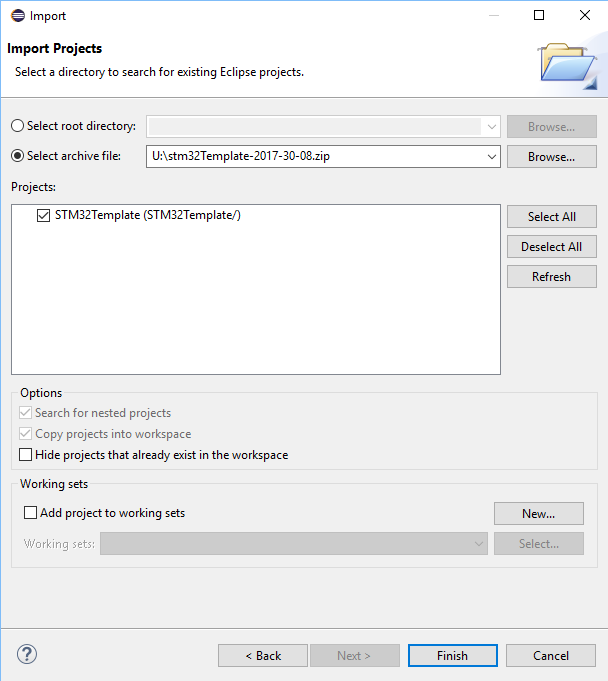 Import
Import Projects
Select a directory to search for existing Eclipse projects.
Select root directory:
Browse...
Select archive file:
U:\stm32Template-2017-30-08.zip
Browse...
Projects:
STM32Template (STM32Template/)
Select All
Deselect All
Refresh
Options
Search for nested projects
Copy projects into workspace
Hide projects that already exist in the workspace
Working sets
Add project to working sets
New...
Working sets:
Select...
?
< Back
Next >
Finish
Cancel